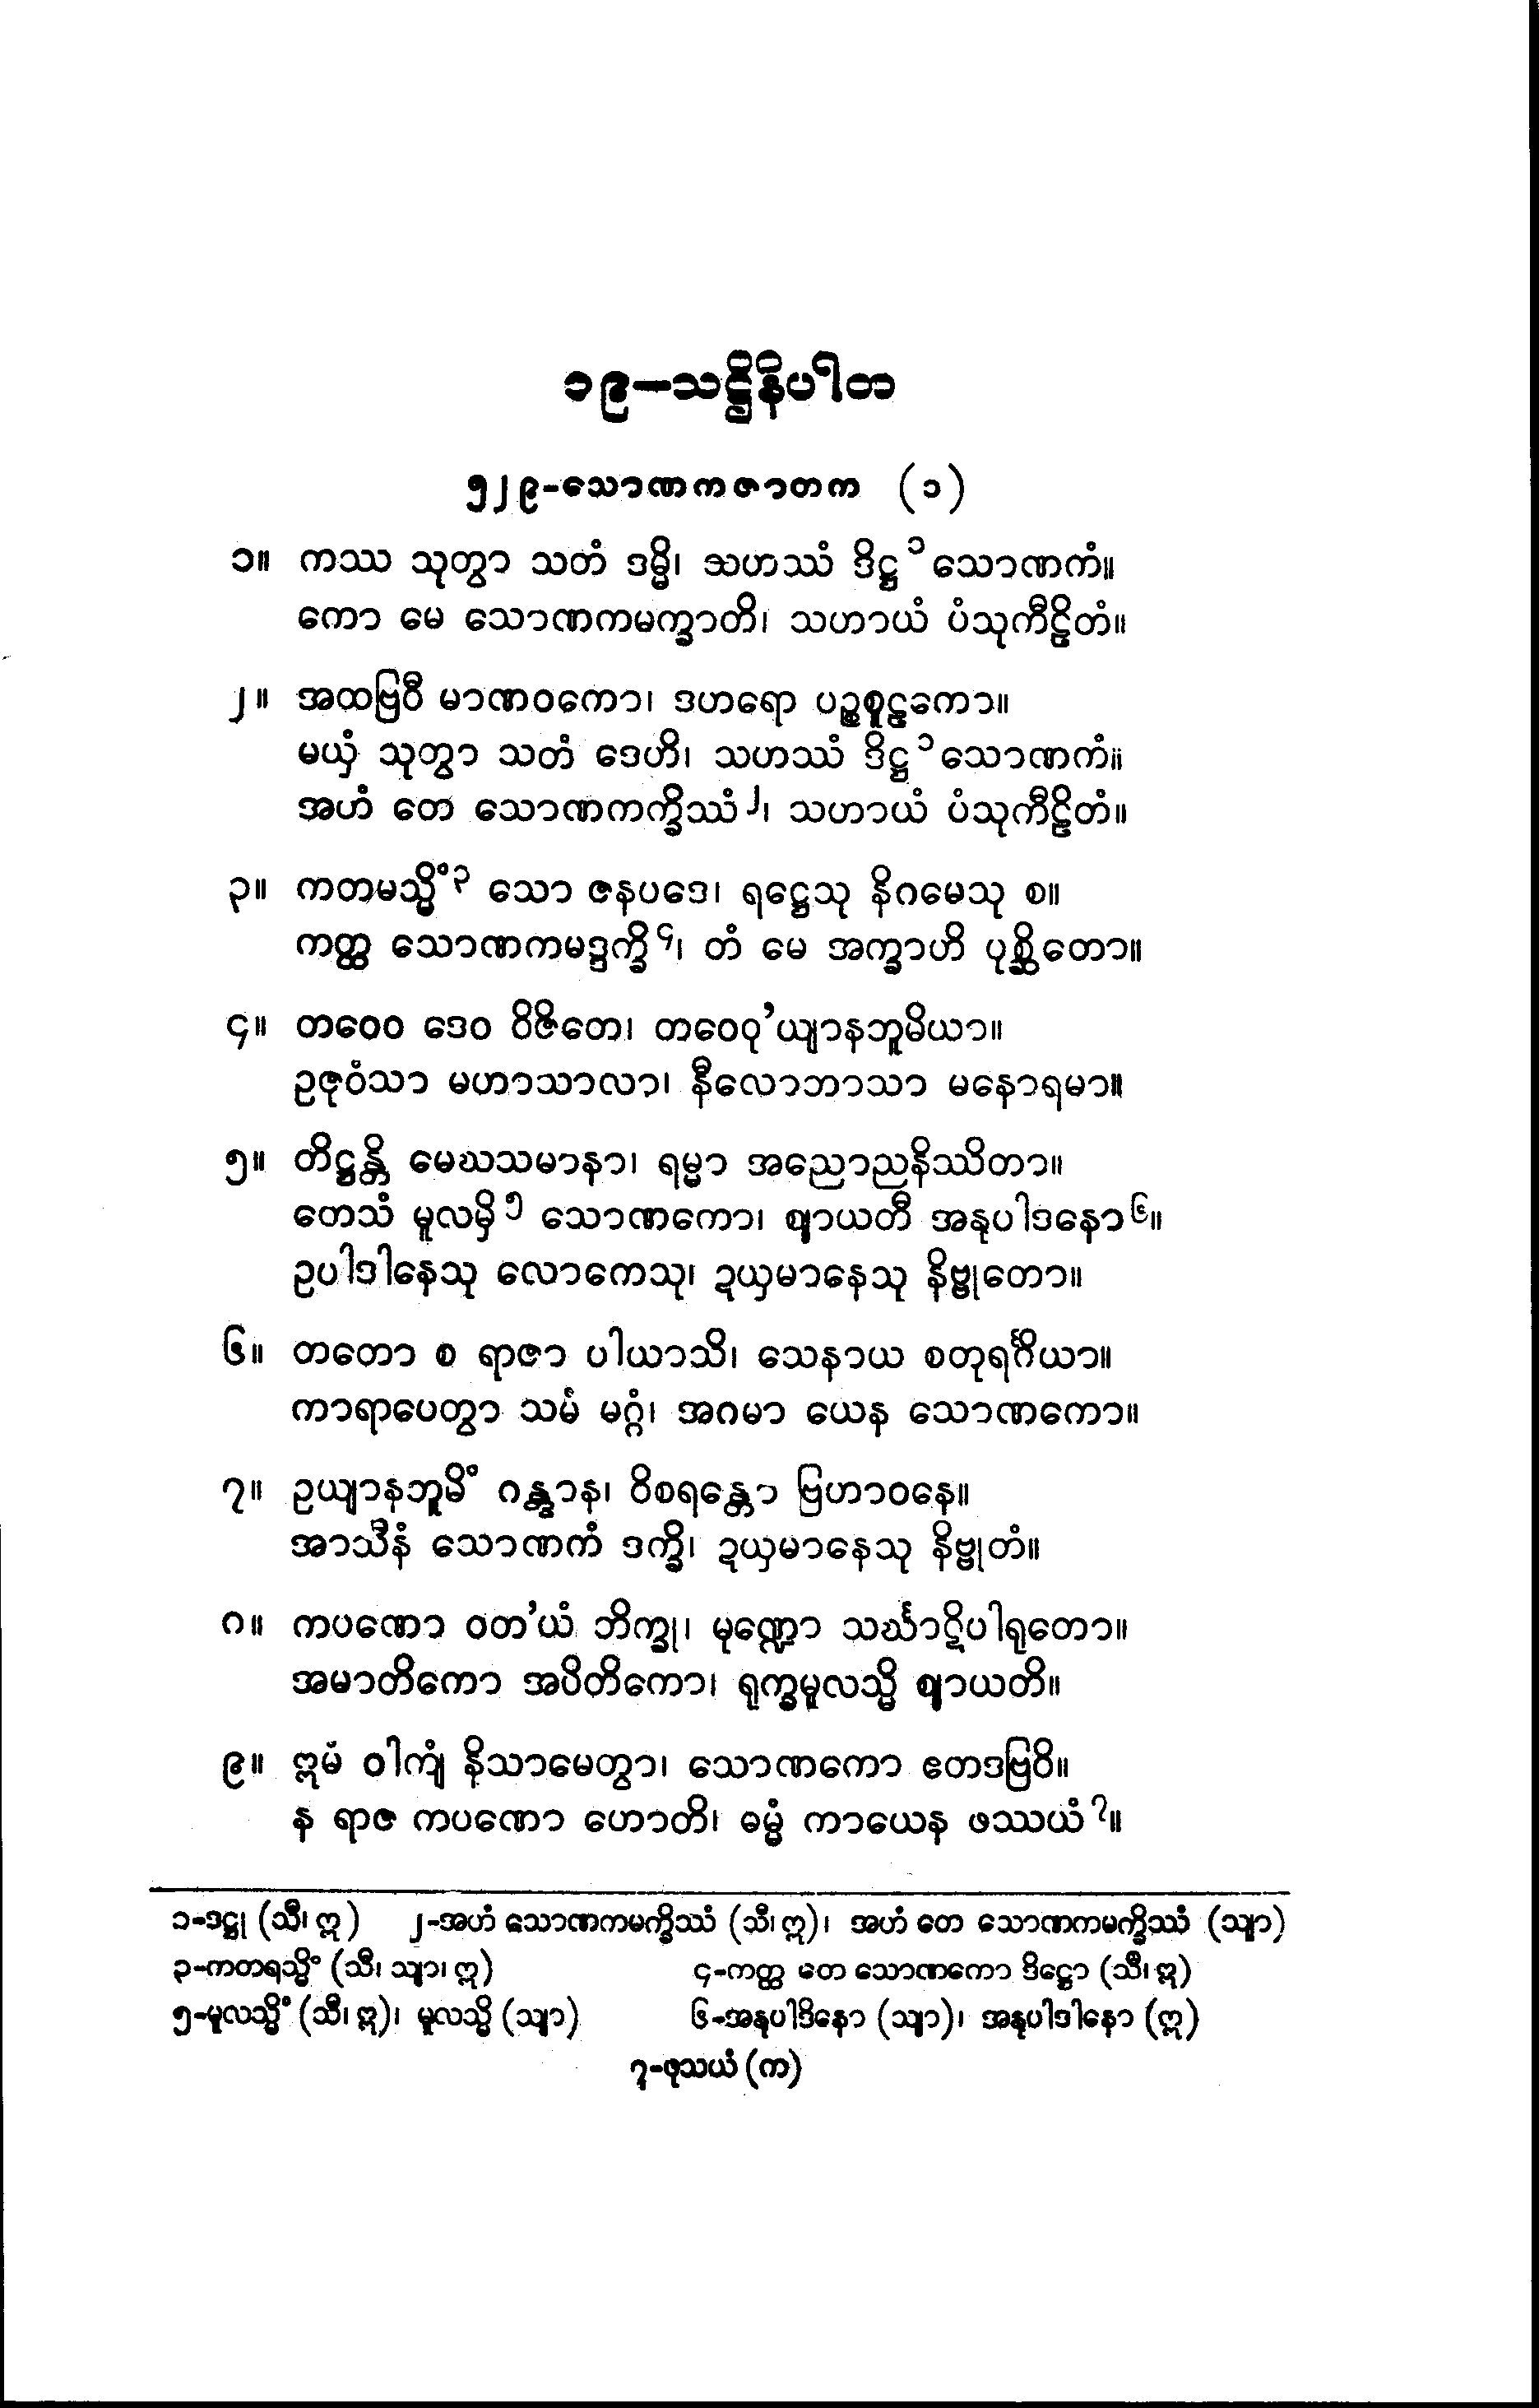 ၁၉–သဋ္ဌိနိပါတ
၅၂၉-သောဏကဇာတက (၁)
၁။ ကဿ သုတွာ သတံ ဒမ္မိ၊ သဟဿံ ဒိဋ္ဌ ၁ သောဏကံ။
ကော မေ သောဏကမက္ခာတိ၊ သဟာယံ ပံသုကီဠိတံ။
၂။ အထဗြဝီ မာဏဝကော၊ ဒဟရော ပဉ္စစူဠကော။
မယှံ သုတွာ သတံ ဒေဟိ၊ သဟဿံ ဒိဋ္ဌ ၁ သောဏကံ။
အဟံ တေ သောဏကက္ခိဿံ ၂၊ သဟာယံ ပံသုကီဠိတံ။
၃။ ကတမသ္မိံ ၃ သော ဇနပဒေ၊ ရဋ္ဌေသု နိဂမေသု စ။
ကတ္ထ သောဏကမဒ္ဒက္ခိ ၄၊ တံ မေ အက္ခာဟိ ပုစ္ဆိတော။
၄။ တဝေဝ ဒေဝ ဝိဇိတေ၊ တဝေဝု’ယျာနဘူမိယာ။
ဥဇုဝံသာ မဟာသာလာ၊ နီလောဘာသာ မနောရမာ။
၅။ တိဋ္ဌန္တိ မေဃသမာနာ၊ ရမ္မာ အညောညနိဿိတာ။
တေသံ မူလမှိ ၅ သောဏကော၊ ဈာယတီ အနုပါဒနော ၆။
ဥပါဒါနေသု လောကေသု၊ ဍယှမာနေသု နိဗ္ဗုတော။
၆။ တတော စ ရာဇာ ပါယာသိ၊ သေနာယ စတုရင်္ဂိယာ။
ကာရာပေတွာ သမံ မဂ္ဂံ၊ အဂမာ ယေန သောဏကော။
၇။ ဥယျာနဘူမိံ ဂန္တွာန၊ ဝိစရန္တော ဗြဟာဝနေ။
အာသီနံ သောဏကံ ဒက္ခိ၊ ဍယှမာနေသု နိဗ္ဗုတံ။
၈။ ကပဏော ဝတ’ယံ ဘိက္ခု၊ မုဏ္ဍော သင်္ဃာဋိပါရုတော။
အမာတိကော အပိတိကော၊ ရုက္ခမူလသ္မိ ဈာယတိ။
၉။ ဣမံ ဝါကျံ နိသာမေတွာ၊ သောဏကော ဧတဒဗြဝိ။
န ရာဇ ကပဏော ဟောတိ၊ ဓမ္မံ ကာယေန ဖဿယံ ၇။
၁-ဒဋ္ဌု (သီ၊ ဣ) ၂-အဟံ သောဏကမက္ခိဿံ (သီ၊ ဣ)၊ အဟံ တေ သောဏကမက္ခိဿံ (သျာ)
၃-ကတရသ္မိံ (သီ၊ သျာ၊ ဣ) ၄-ကတ္ထ တေ သောဏကော ဒိဋ္ဌော (သီ၊ ဣ)
၅-မူလသ္မိံ (သီ၊ ဣ)၊ မူလသ္မိ (သျာ) ၆-အနုပါဒိနော (သျာ)၊ အနုပါဒါနော (ဣ)
၇-ဖုသယံ (က)